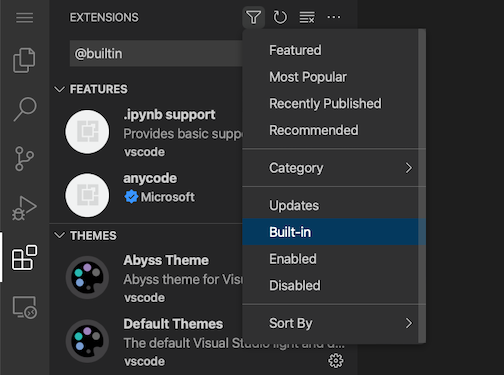 EXTENSIONS
@builtin
FEATURES
.ipynb support
Provides basic supp
vscode
anycode
Microsoft
THEMES
Abyss Theme
Abyss theme for Visu
vscode
Default Themes
The default Visual Studio light and d...
vscode
Featured
Most Popular
Recently Published
Recommended
Category
Updates
Built-in
Enabled
Disabled
Sort By